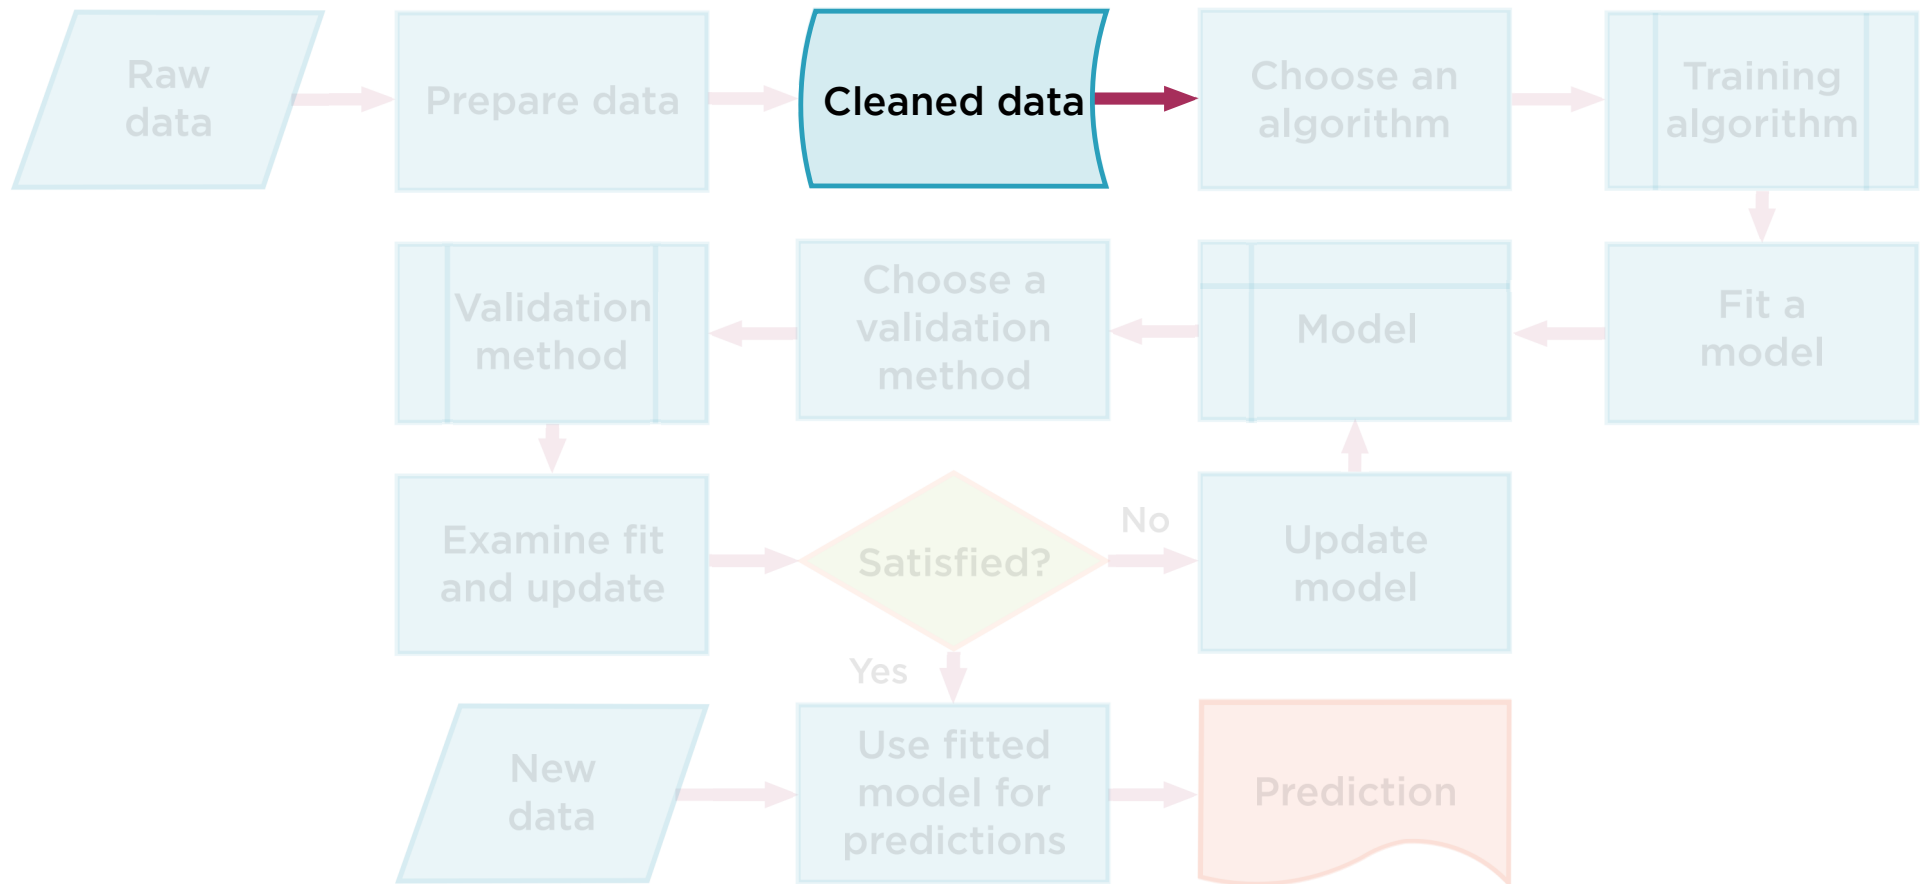 Raw
data
Prepare data
Cleaned data
Choose an
algorithm
Training
algorithm
Validation
method
Choose a
validation
method
Model
Fit a
model
Examine fit
and update
Satisfied?
No
Update
model
Yes
New
data
Use fitted
model for
predictions
Prediction